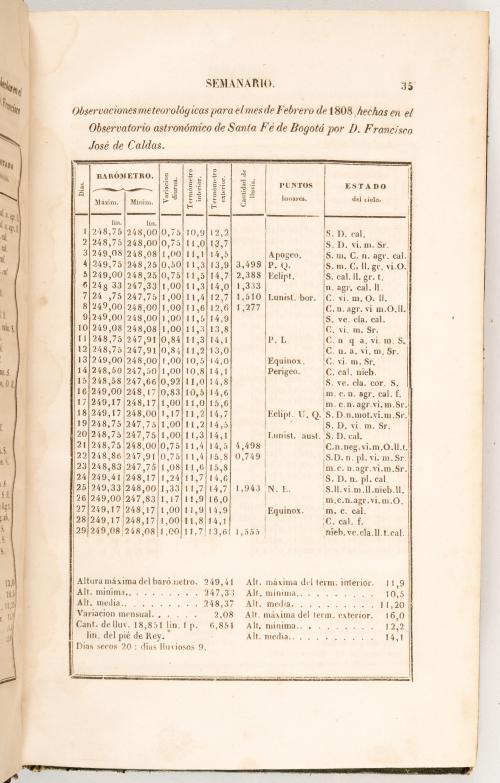 SEMANARIO. 35
Observaciones meteorológicas para el mes de Febrero de 1808, hechas en el
Observatorio astronómico de Santa Fé de Bogotá por D. Francisco
José de Caldas.
Dias. BARÓMETRO. Variacion diurna. Termómetro interior. Termómetro exterior. Cantidad de lluvia. PUNTOS lunares. ESTADO del cielo.
Máxim. Mínim.
lin. lin.
1 248,75 248,00 0,75 10,9 12,2 S. D. cal.
2 248,75 248,00 0,75 11,0 13,7 S. D. vi. m. Sr.
3 249,08 248,08 1,00 11,1 14,5 Apogeo. S. m, C. n. agr. cal.
4 249,75 248,25 0,50 11,3 13,9 3,498 P. Q. S. m. C. ll. gr. vi. O.
5 249,00 248,25 0,75 11,5 14,7 2,388 Eclipt. S. cal. ll. gr. t.
6 248 33 247,33 1,00 11,3 14,0 1,333 n. agr. cal. ll.
7 24 ,75 247,75 1,00 11,4 12,7 1,510 Lunist. bor. C. vi. m, O. ll.
8 249,00 248,00 1,00 11,6 12,6 1,277 C. n. agr. vi m. O. ll.
9 249,00 248,00 1,00 11,5 14,9 S. ve. cla. cal.
10 249,08 248,08 1,00 11,3 13,8 C. vi. m. Sr.
11 248,75 247,91 0,84 11,3 14,1 P. L C. n q a, vi. m. S.
12 248,75 247,91 0,84 11,2 13,0 C. n. a, vi, m, Sr.
13 249,00 248,00 1,00 10,5 14,0 Equinox. C. vi. m. Sr,
14 248,50 247,50 1,00 10,8 14,1 Perigeo. C. cal. nieb.
15 248,58 247,66 0,92 11,0 14,8 S. ve. cla. cor. S.
16 249,00 248,17 0,83 10,5 14,6 m. c. n. agr. cal. f.
17 249,17 248,17 1,00 11,0 15,6 m. c. n. agr. vi. m. Sr.
18 249,17 248,00 1,17 11,2 14,7 Eclipt. U, Q. S. D n,mot. vi. m. Sr.
19 248,75 247,75 1,00 11,2 14,5 S. D, vi. m. Sr.
20 248,75 247,75 1,00 11,3 14,1 Lunist. aust. S. D. cal,
21 248,75 248,00 0,75 11,4 14,5 4,498 C.n.neg.vi.m.O.ll.t.
22 248,86 247,91 0,75 11,4 15,8 0,749 S.D. n. pl. vi. m. Sr.
23 248,83 247,75 1,08 11,6 15,8 m. c. n. agr. vi. m. Sr.
24 249,41 248,17 1,24 11,7 14,6 S. D. n. pl. cal
25 249,33 248,00 1,33 11,7 14,7 1,943 N. L. S.ll.vi.m.ll.nieb.ll.
26 249,00 247,83 1,17 11,9 16,0 m, c. n. agr. vi. m. O.
27 249,17 248,17 1,00 11,9 14,9 Equinox. m. c. cal.
28 249,17 248,17 1,00 11,8 14,1 C. cal. f.
29 249,08 248,08 1,00 11,7 13,6 1,555 nieb. ve. cla. ll. t. cal.
Altura máxima del barómetro. 249,41 Alt. máxima del term. interior. 11,9
Alt. mínima. . . . . . . . . . 247,33 Alt. mínima . . . . . . . . . . 10,5
Alt. media. . . . . . . . . . 248,37 Alt. media. . . . . . . . . . 11,20
Variacion mensual. . . . . . . 2,08 Alt. máxima del term. exterior. 16,0
Cant. de lluv. 18,851 lin. 1 p. 6,851 Alt. mínima. . . . . . . . . . 12,2
lin. del pié de Rey. Alt. media. . . . . . . . . . 14,1
Dias secos 20 : dias lluviosos 9.